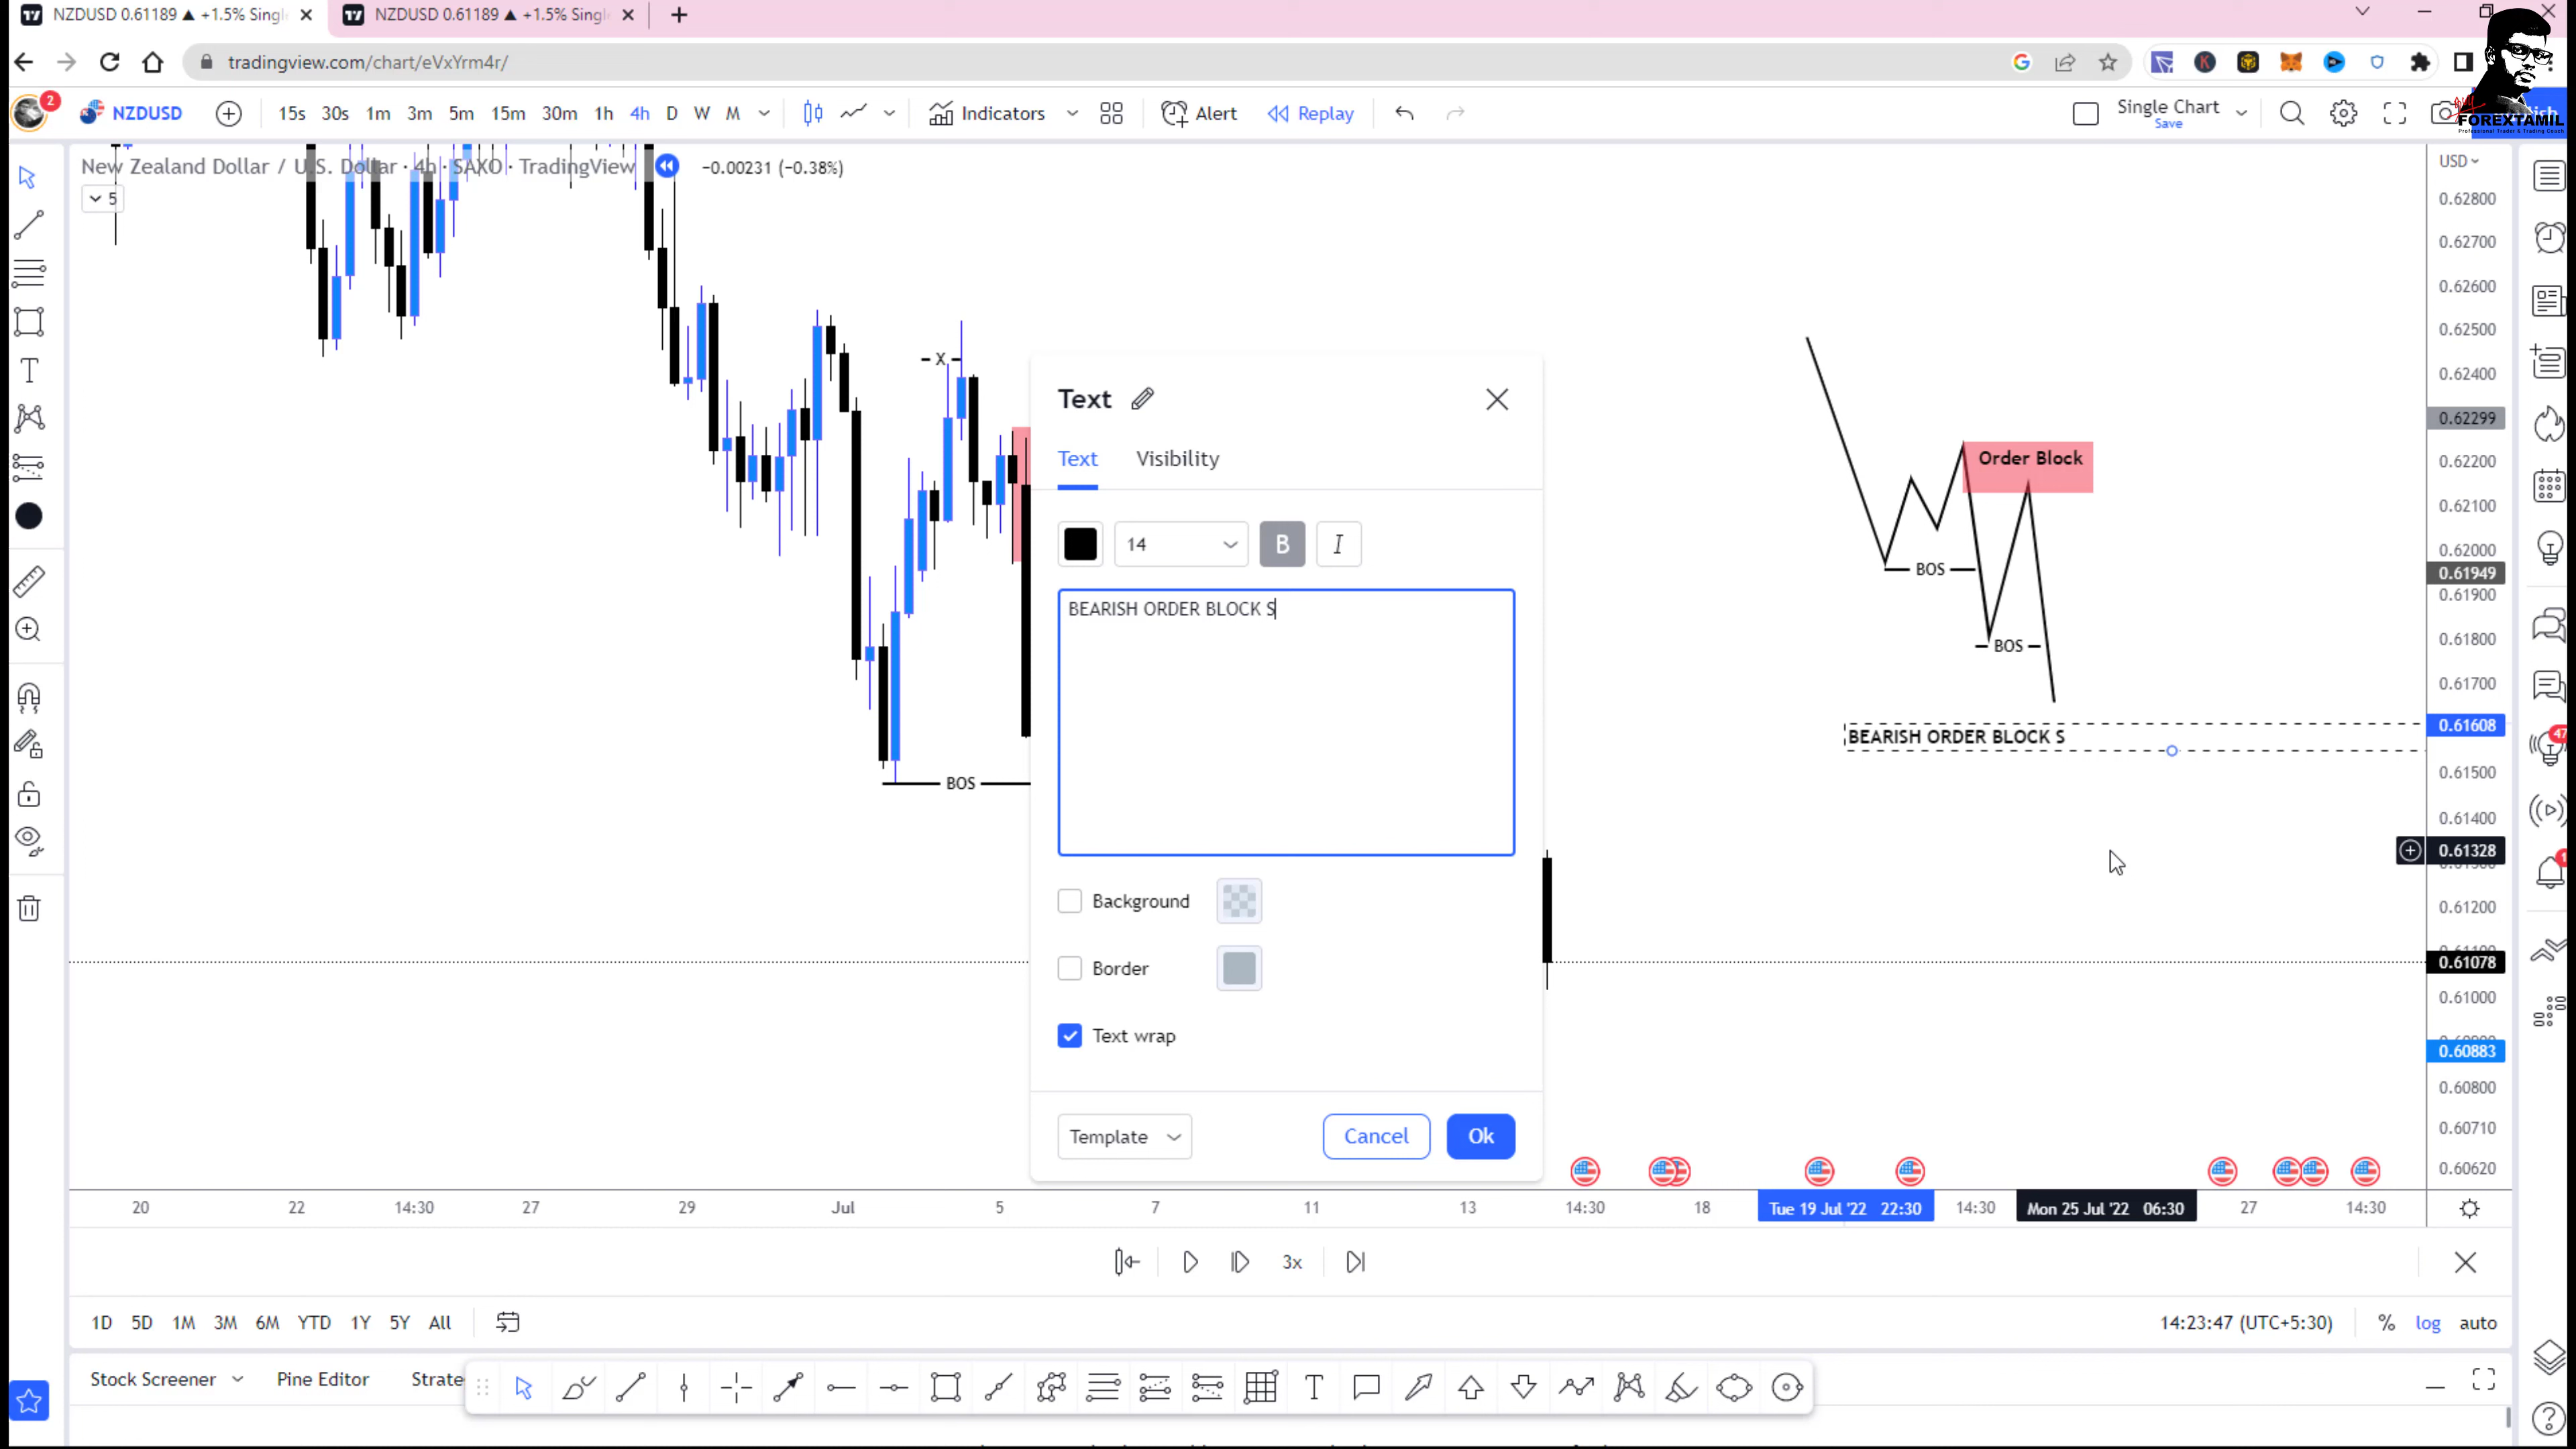 NZDUSD 0.61189 ▲ +1.5% Singl
NZDUSD 0.61189 ▲ +1.5% Singl
tradingview.com/chart/eVxYrm4r/
2
NZDUSD
15s 30s 1m 3m 5m 15m 30m 1h 4h D W M
Indicators
Alert
Replay
Single Chart
Save
FOREXTAMIL
Professional Trader & Trading Coach
New Zealand Dollar / U.S. Dollar · 4h · SAXO · TradingView
−0.00231 (−0.38%)
5
USD
0.62800
0.62700
0.62600
0.62500
0.62400
0.62299
0.62200
0.62100
0.62000
0.61949
0.61900
0.61800
0.61700
0.61608
0.61500
0.61400
0.61328
0.61200
0.61078
0.61000
0.60883
0.60800
0.60710
0.60620
X
BOS
Order Block
BOS
BOS
BEARISH ORDER BLOCK S
Text
Text Visibility
14 B I
BEARISH ORDER BLOCK S
Background
Border
Text wrap
Template
Cancel Ok
20 22 14:30 27 29 Jul 5 7 11 13 14:30 18 Tue 19 Jul '22 22:30 14:30 Mon 25 Jul '22 06:30 27 14:30
3x
1D 5D 1M 3M 6M YTD 1Y 5Y All
14:23:47 (UTC+5:30) % log auto
Stock Screener Pine Editor Strate
47